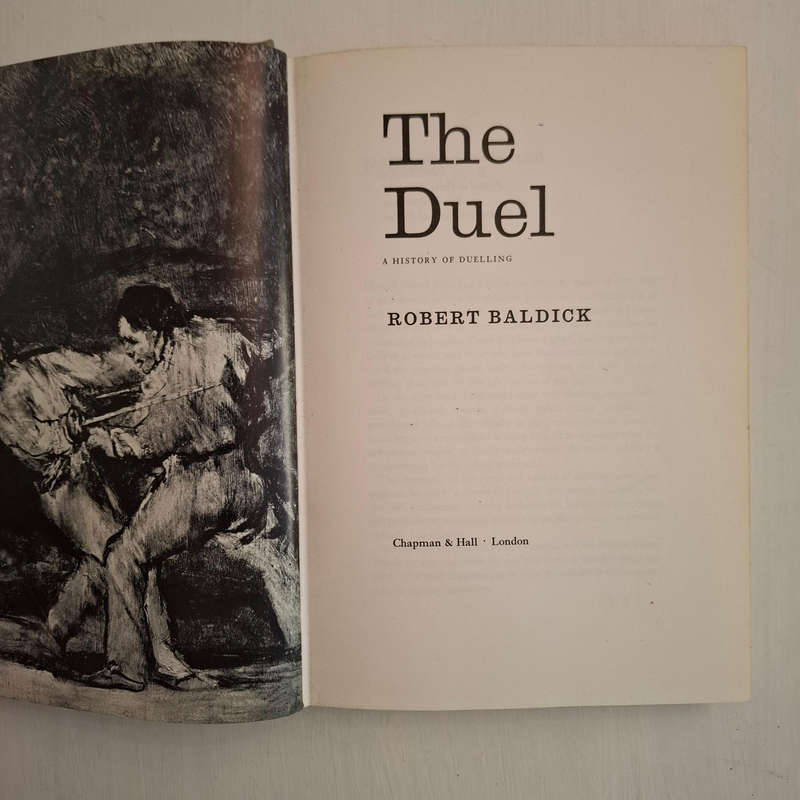 The
Duel
A HISTORY OF DUELLING
ROBERT BALDICK
Chapman & Hall · London